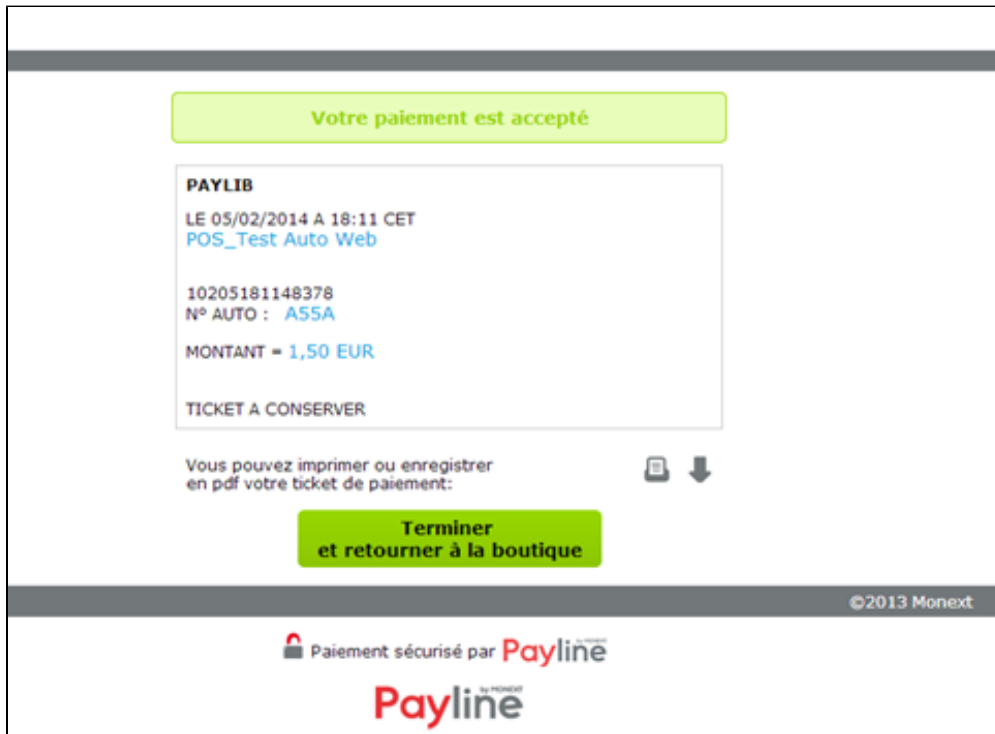 Votre paiement est accepté
PAYLIB
LE 05/02/2014 A 18:11 CET
POS_Test Auto Web
10205181148378
N° AUTO : A55A
MONTANT = 1,50 EUR
TICKET A CONSERVER
Vous pouvez imprimer ou enregistrer
en pdf votre ticket de paiement:
Terminer
et retourner à la boutique
©2013 Monext
Paiement sécurisé par Payline
by MONEXT
Payline